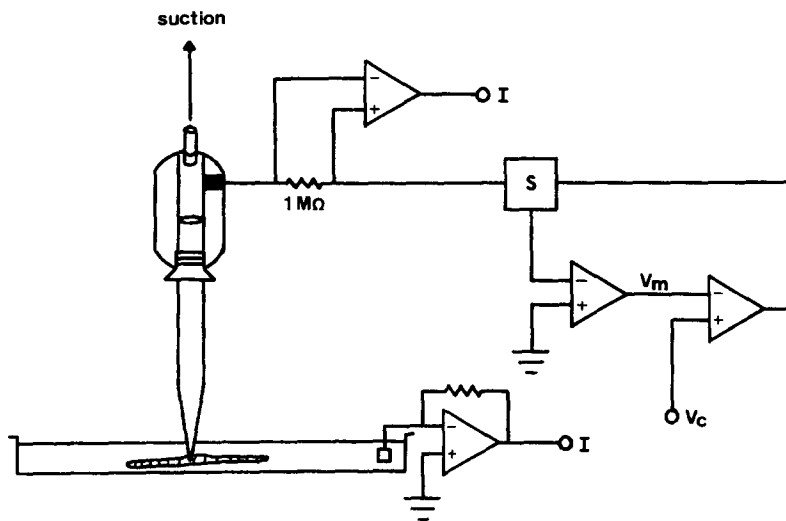 suction
- + I
1 MΩ
S
- +
Vm
- +
Vc
- + I